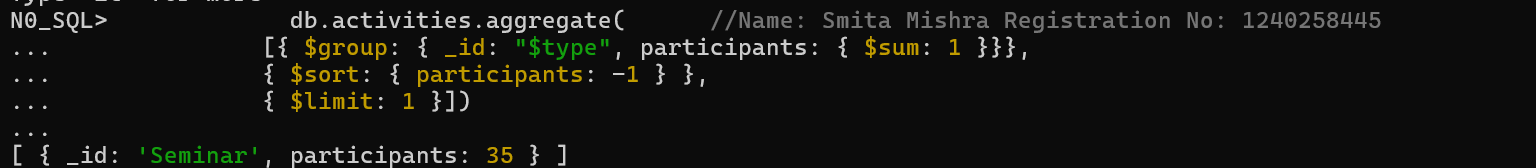 N0_SQL> db.activities.aggregate( //Name: Smita Mishra Registration No: 1240258445
... [{ $group: { _id: "$type", participants: { $sum: 1 }}},
... { $sort: { participants: -1 } },
... { $limit: 1 }])
...
[ { _id: 'Seminar', participants: 35 } ]